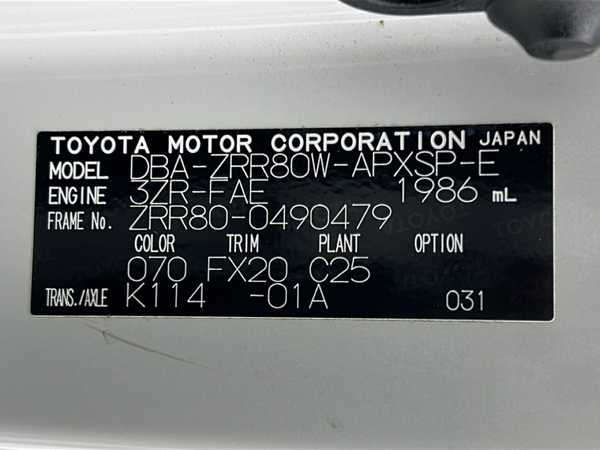 TOYOTA MOTOR CORPORATION JAPAN
MODEL DBA-ZRR80W-APXSP-E
ENGINE 3ZR-FAE 1986 mL
FRAME No. ZRR80-0490479
COLOR TRIM PLANT OPTION
070 FX20 C25
TRANS./AXLE K114 -01A 031